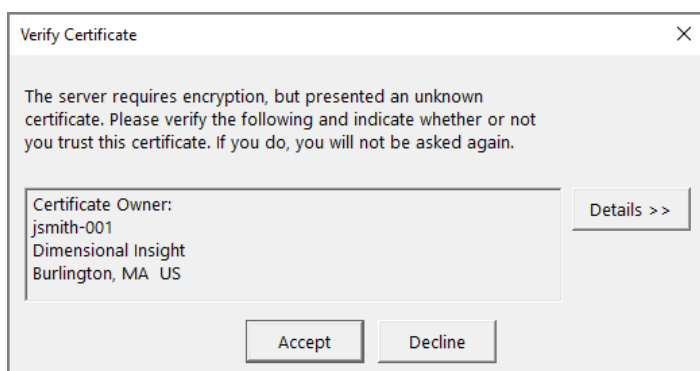 Verify Certificate
The server requires encryption, but presented an unknown
certificate. Please verify the following and indicate whether or not
you trust this certificate. If you do, you will not be asked again.
Certificate Owner:
jsmith-001
Dimensional Insight
Burlington, MA  US
Details >>
Accept
Decline